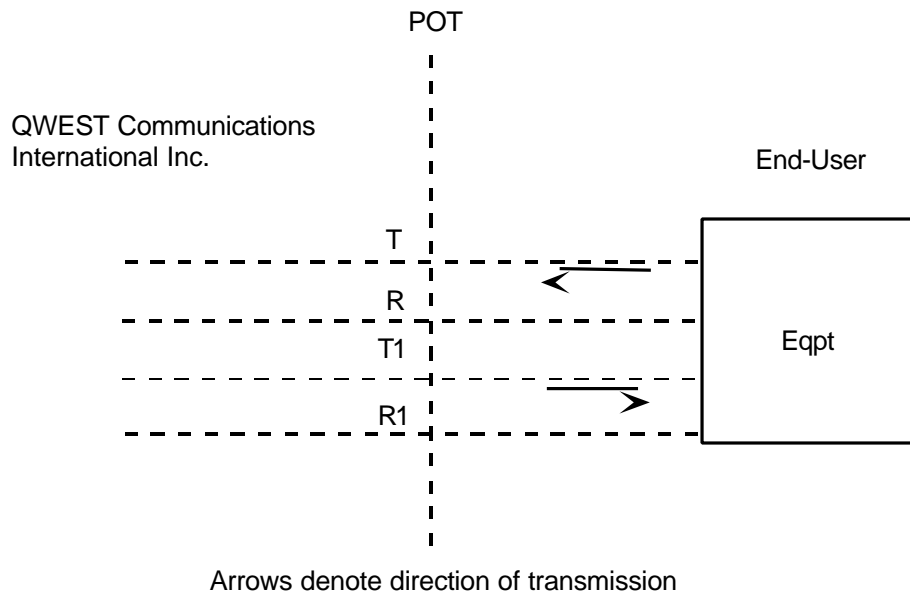 POT
QWEST Communications
International Inc.
End-User
T
R
T1
R1
Eqpt
Arrows denote direction of transmission